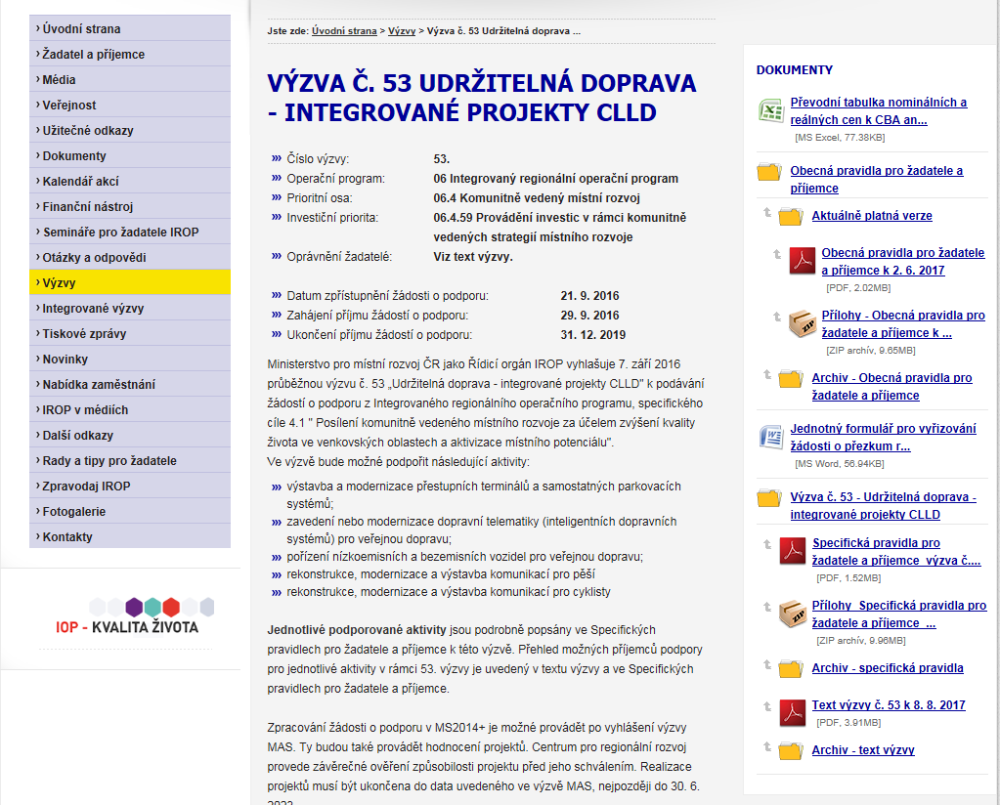 › Úvodní strana
› Žadatel a příjemce
› Média
› Veřejnost
› Užitečné odkazy
› Dokumenty
› Kalendář akcí
› Finanční nástroj
› Semináře pro žadatele IROP
› Otázky a odpovědi
› Výzvy
› Integrované výzvy
› Tiskové zprávy
› Novinky
› Nabídka zaměstnání
› IROP v médiích
› Další odkazy
› Rady a tipy pro žadatele
› Zpravodaj IROP
› Fotogalerie
› Kontakty
IOP - KVALITA ŽIVOTA
Jste zde: Úvodní strana > Výzvy > Výzva č. 53 Udržitelná doprava ...
VÝZVA Č. 53 UDRŽITELNÁ DOPRAVA
- INTEGROVANÉ PROJEKTY CLLD
Číslo výzvy: 53.
Operační program: 06 Integrovaný regionální operační program
Prioritní osa: 06.4 Komunitně vedený místní rozvoj
Investiční priorita: 06.4.59 Provádění investic v rámci komunitně
vedených strategií místního rozvoje
Oprávnění žadatelé: Viz text výzvy.
Datum zpřístupnění žádosti o podporu: 21. 9. 2016
Zahájení příjmu žádostí o podporu: 29. 9. 2016
Ukončení příjmu žádostí o podporu: 31. 12. 2019
Ministerstvo pro místní rozvoj ČR jako Řídicí orgán IROP vyhlašuje 7. září 2016
průběžnou výzvu č. 53 „Udržitelná doprava - integrované projekty CLLD" k podávání
žádostí o podporu z Integrovaného regionálního operačního programu, specifického
cíle 4.1 " Posílení komunitně vedeného místního rozvoje za účelem zvýšení kvality
života ve venkovských oblastech a aktivizace místního potenciálu".
Ve výzvě bude možné podpořit následující aktivity:
výstavba a modernizace přestupních terminálů a samostatných parkovacích
systémů;
zavedení nebo modernizace dopravní telematiky (inteligentních dopravních
systémů) pro veřejnou dopravu;
pořízení nízkoemisních a bezemisních vozidel pro veřejnou dopravu;
rekonstrukce, modernizace a výstavba komunikací pro pěší
rekonstrukce, modernizace a výstavba komunikací pro cyklisty
Jednotlivé podporované aktivity jsou podrobně popsány ve Specifických
pravidlech pro žadatele a příjemce k této výzvě. Přehled možných příjemců podpory
pro jednotlivé aktivity v rámci 53. výzvy je uvedený v textu výzvy a ve Specifických
pravidlech pro žadatele a příjemce.
Zpracování žádosti o podporu v MS2014+ je možné provádět po vyhlášení výzvy
MAS. Ty budou také provádět hodnocení projektů. Centrum pro regionální rozvoj
provede závěrečné ověření způsobilosti projektu před jeho schválením. Realizace
projektů musí být ukončena do data uvedeného ve výzvě MAS, nejpozději do 30. 6.
DOKUMENTY
Převodní tabulka nominálních a
reálných cen k CBA an...
[MS Excel, 77.38KB]
Obecná pravidla pro žadatele a
příjemce
Aktuálně platná verze
Obecná pravidla pro žadatele
a příjemce k 2. 6. 2017
[PDF, 2.02MB]
Přílohy - Obecná pravidla pro
žadatele a příjemce k ...
[ZIP archív, 9.65MB]
Archiv - Obecná pravidla pro
žadatele a příjemce
Jednotný formulář pro vyřizování
žádosti o přezkum r...
[MS Word, 56.94KB]
Výzva č. 53 - Udržitelná doprava -
integrované projekty CLLD
Specifická pravidla pro
žadatele a příjemce_výzva č....
[PDF, 1.52MB]
Přílohy_Specifická pravidla pro
žadatele a příjemce_...
[ZIP archív, 9.96MB]
Archiv - specifická pravidla
Text výzvy č. 53 k 8. 8. 2017
[PDF, 3.91MB]
Archiv - text výzvy